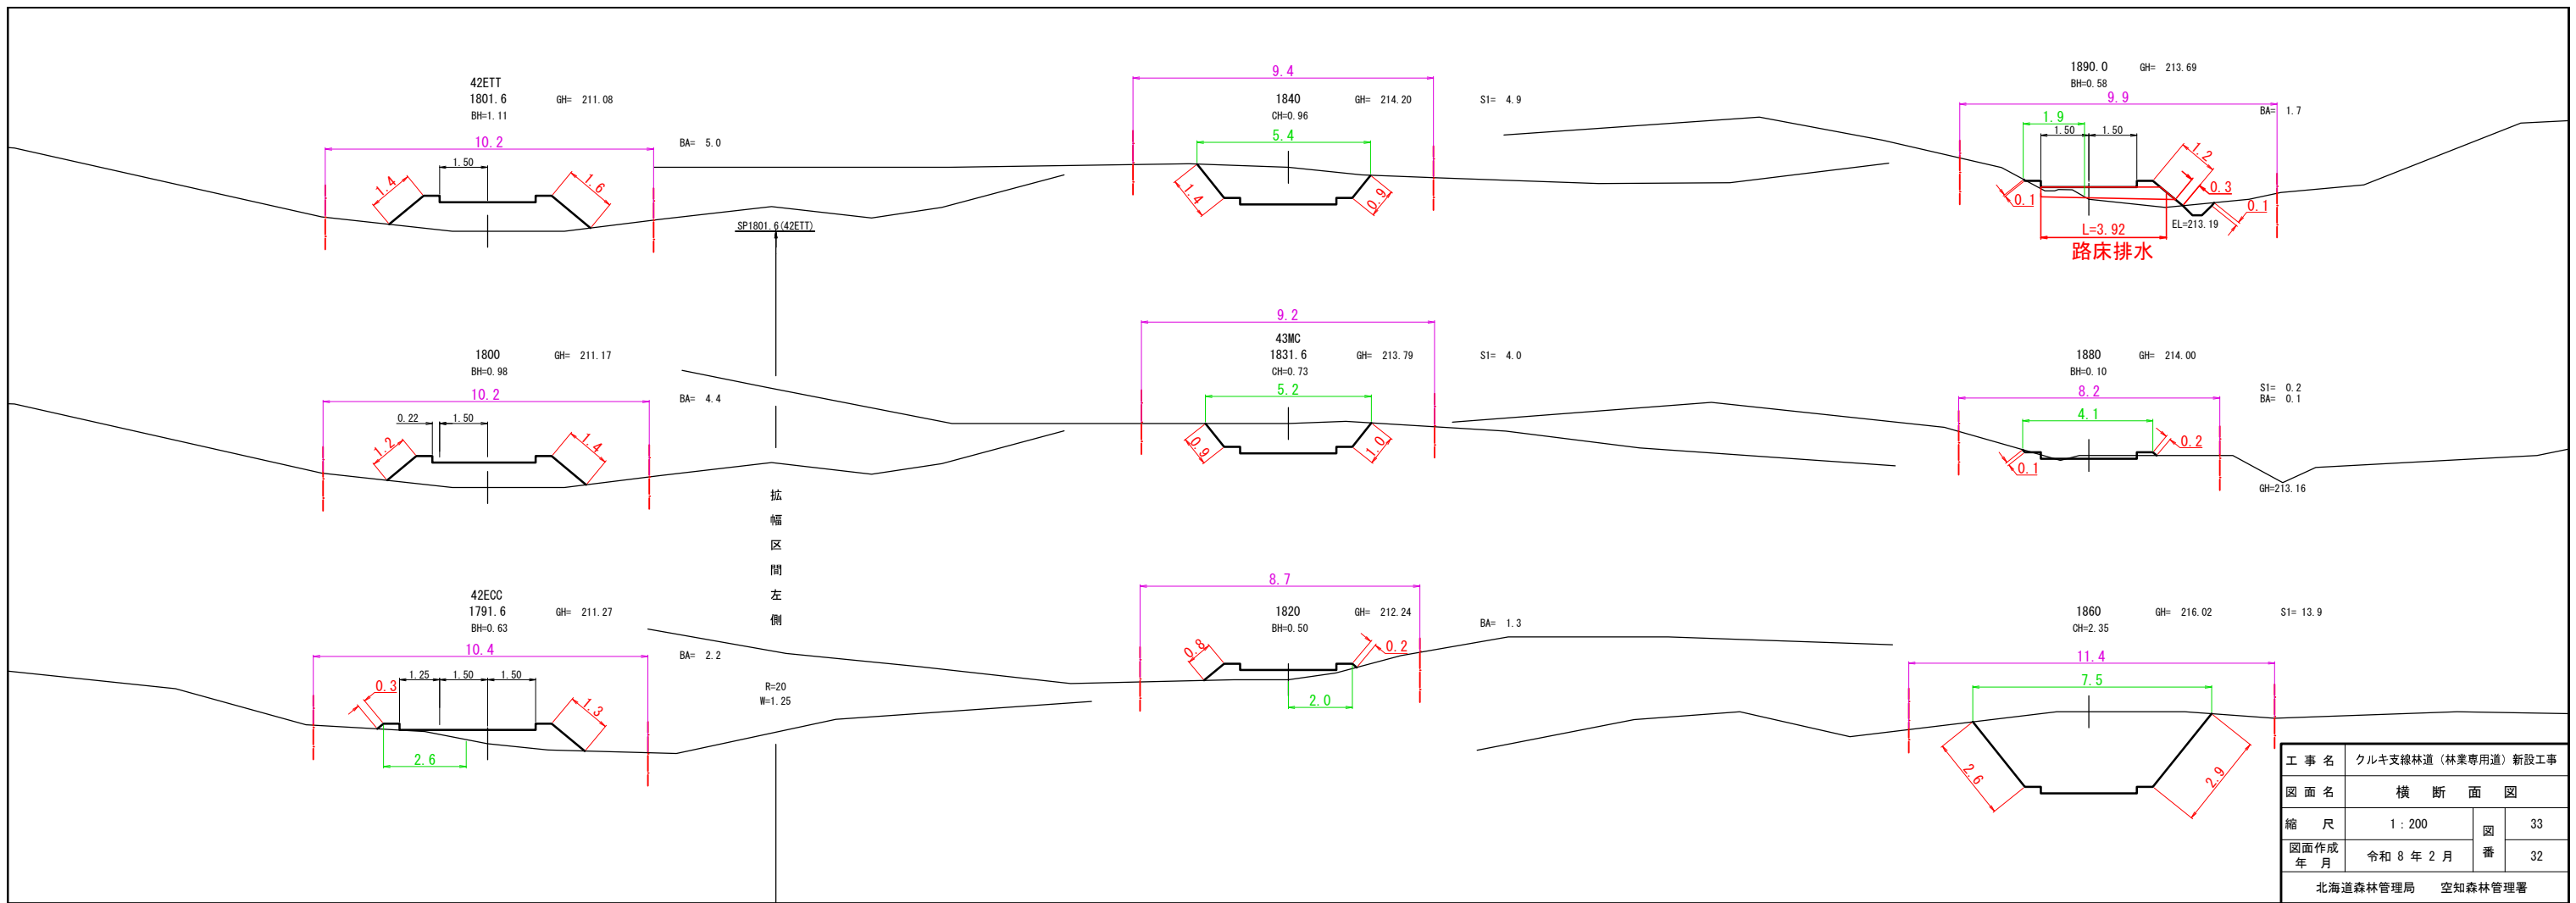 42ETT
1801.6 GH= 211.08
BH=1.11
10.2
BA= 5.0
1.50
1.4
1.6
SP1801.6(42ETT)
1800 GH= 211.17
BH=0.98
10.2
BA= 4.4
0.22 1.50
1.2
1.4
拡幅区間左側
42ECC
1791.6 GH= 211.27
BH=0.63
10.4
BA= 2.2
1.25 1.50 1.50
0.3
1.3
2.6
R=20
W=1.25
9.4
1840 GH= 214.20 S1= 4.9
CH=0.96
5.4
1.4
0.9
9.2
43MC
1831.6 GH= 213.79 S1= 4.0
CH=0.73
5.2
0.9
1.0
8.7
1820 GH= 212.24
BH=0.50
BA= 1.3
0.8
0.2
2.0
1890.0 GH= 213.69
BH=0.58
9.9
BA= 1.7
1.9
1.50 1.50
1.2
0.3
0.1
0.1
EL=213.19
L=3.92
路床排水
1880 GH= 214.00
BH=0.10
S1= 0.2
BA= 0.1
8.2
4.1
0.2
0.1
GH=213.16
1860 GH= 216.02 S1= 13.9
CH=2.35
11.4
7.5
2.6
2.9
工事名 クルキ支線林道（林業専用道）新設工事
図面名 横断面図
縮尺 1：200 図番 33
図面作成年月 令和 8 年 2 月 32
北海道森林管理局 空知森林管理署